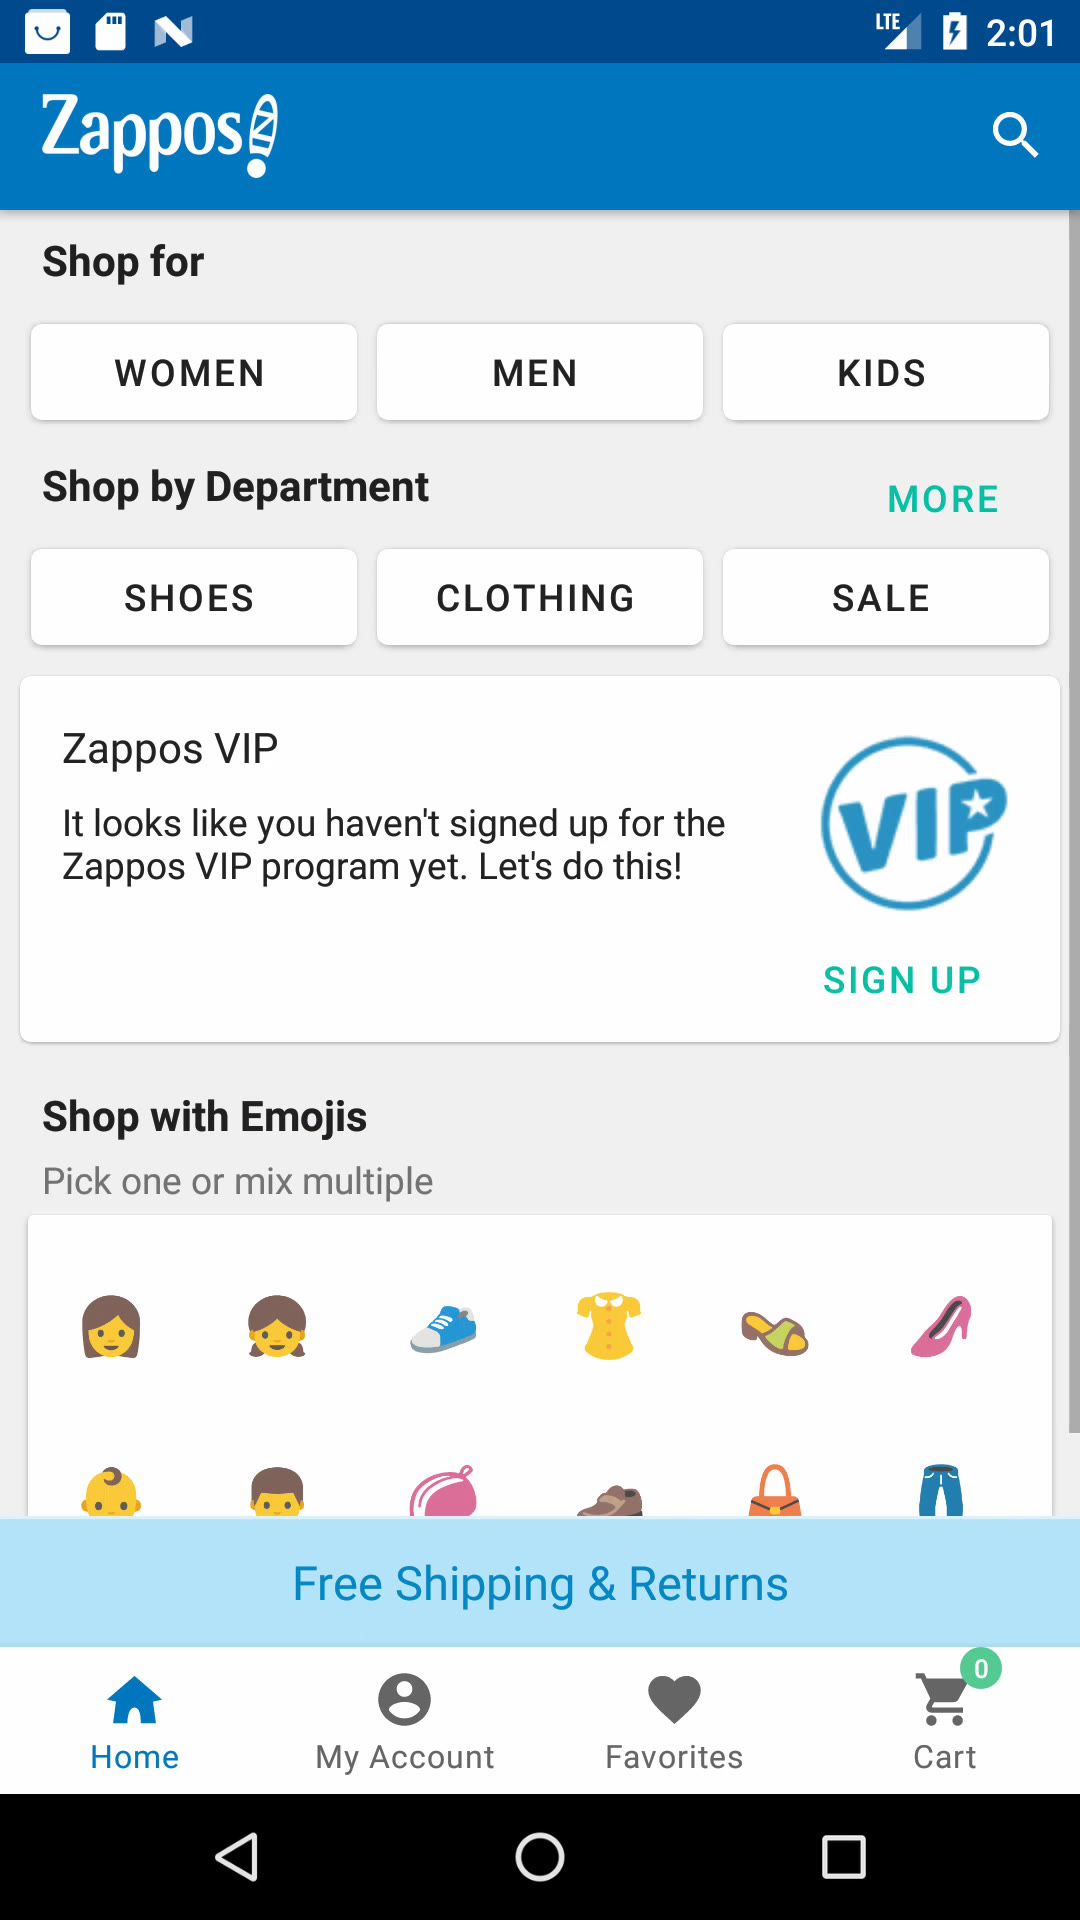 LTE 2:01
Zappos
Shop for
WOMEN MEN KIDS
Shop by Department MORE
SHOES CLOTHING SALE
Zappos VIP
It looks like you haven't signed up for the
Zappos VIP program yet. Let's do this!
VIP
SIGN UP
Shop with Emojis
Pick one or mix multiple
Free Shipping & Returns
0
Home My Account Favorites Cart